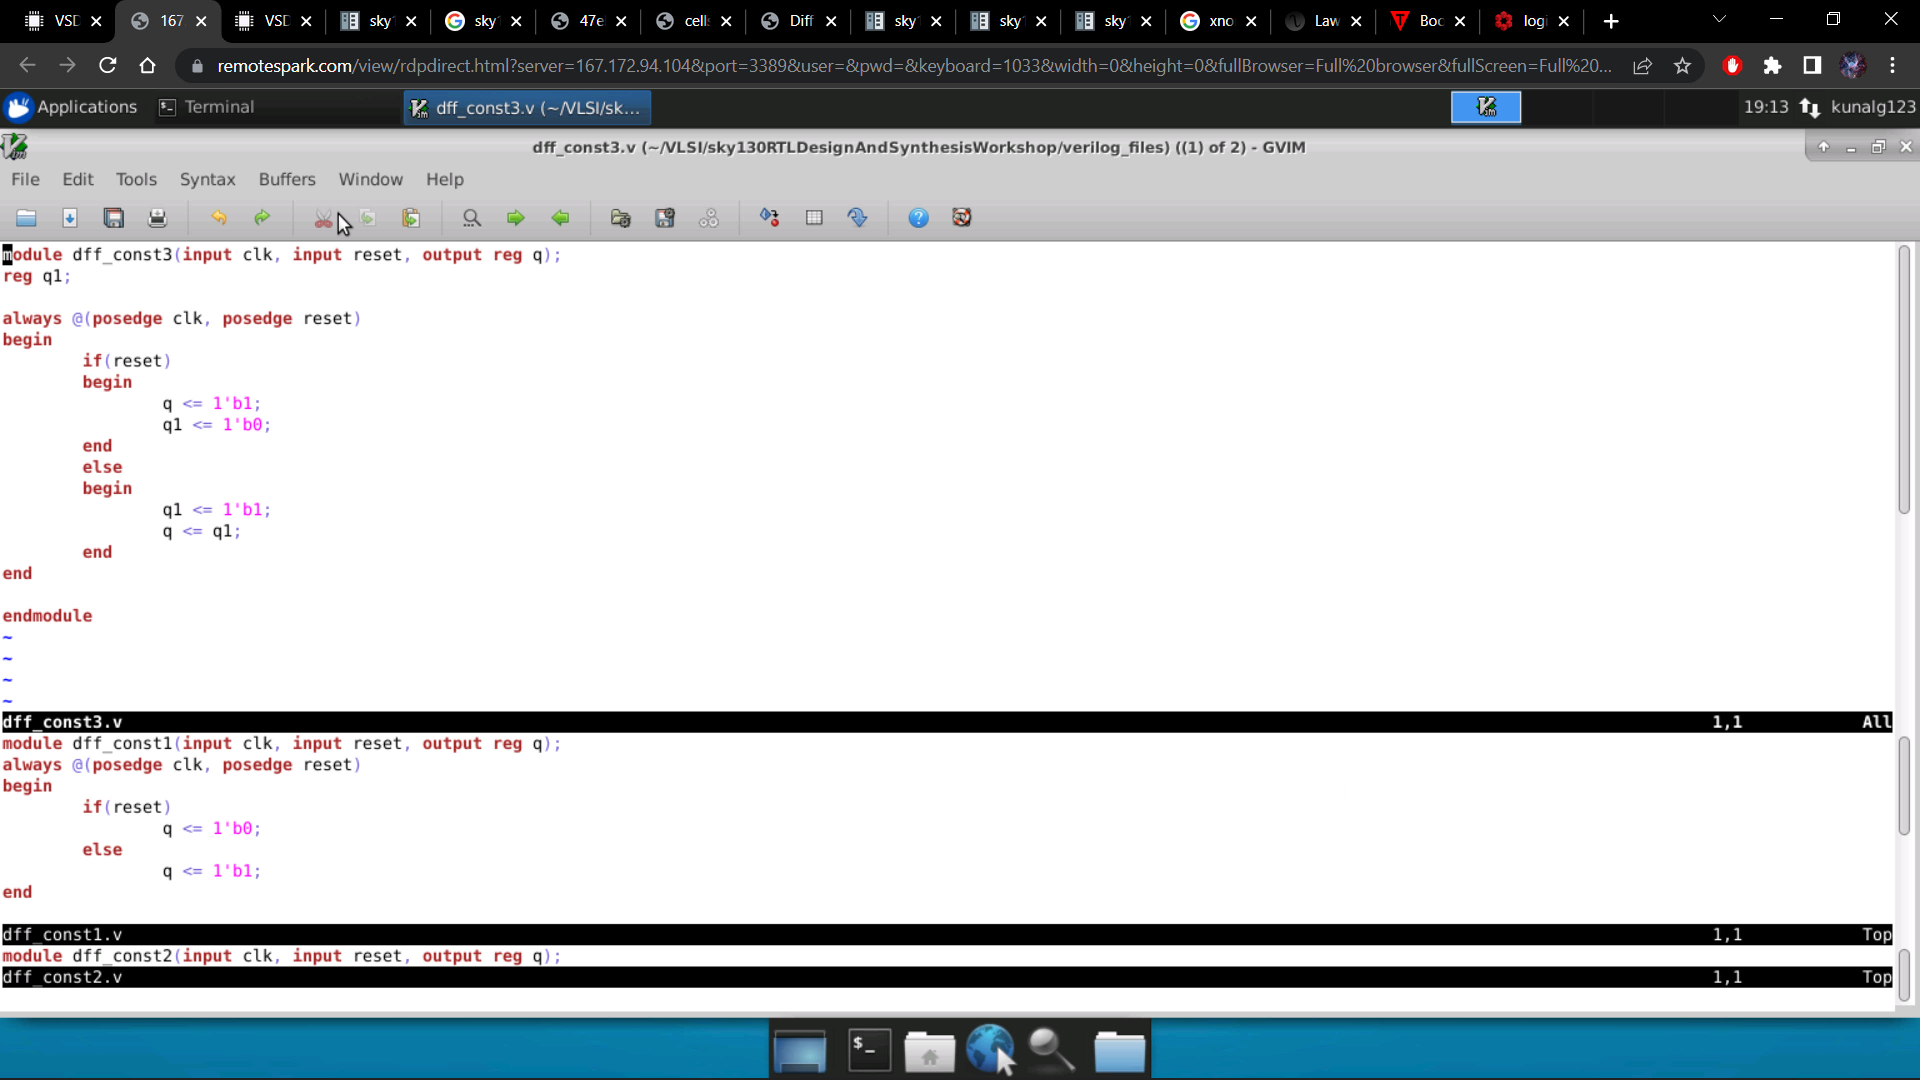 VSD
167
VSD
sky
sky
47e
cell
Diff
sky
sky
sky
xno
Law
Boc
logi
remotespark.com/view/rdpdirect.html?server=167.172.94.104&port=3389&user=&pwd=&keyboard=1033&width=0&height=0&fullBrowser=Full%20browser&fullScreen=Full%20...
Applications
Terminal
dff_const3.v (~/VLSI/sk...
19:13
kunalg123
dff_const3.v (~/VLSI/sky130RTLDesignAndSynthesisWorkshop/verilog_files) ((1) of 2) - GVIM
File Edit Tools Syntax Buffers Window Help
module dff_const3(input clk, input reset, output reg q);
reg q1;
always @(posedge clk, posedge reset)
begin
if(reset)
begin
q <= 1'b1;
q1 <= 1'b0;
end
else
begin
q1 <= 1'b1;
q <= q1;
end
end
endmodule
~
~
~
~
dff_const3.v 1,1 All
module dff_const1(input clk, input reset, output reg q);
always @(posedge clk, posedge reset)
begin
if(reset)
q <= 1'b0;
else
q <= 1'b1;
end
dff_const1.v 1,1 Top
module dff_const2(input clk, input reset, output reg q);
dff_const2.v 1,1 Top
$_